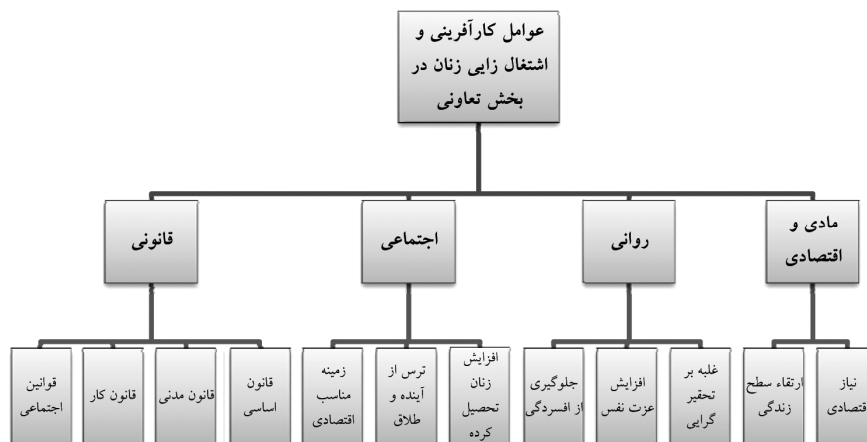 عوامل کارآفرینی و
اشتغال زایی زنان در
بخش تعاونی
مادی و
اقتصادی
روانی
اجتماعی
قانونی
نیاز
اقتصادی
ارتقاء سطح
زندگی
غلبه بر
تحقیر
گرایی
افزایش
عزت نفس
جلوگیری
از افسردگی
افزایش
زنان
تحصیل
کرده
ترس از
آینده و
طلاق
زمینه
مناسب
اقتصادی
قانون
اساسی
قانون مدنی
قانون کار
قوانین
اجتماعی